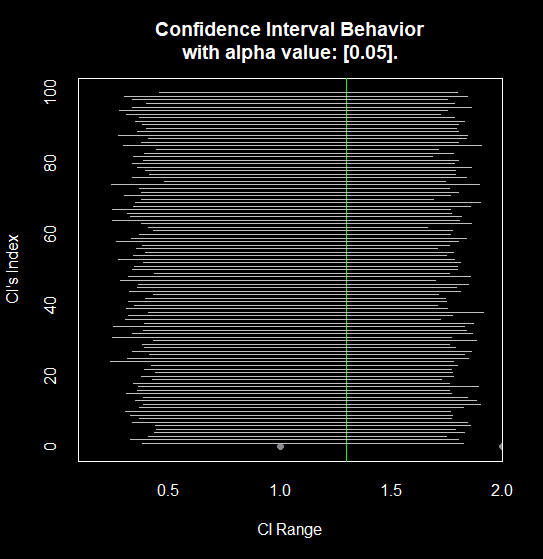 Confidence Interval Behavior
with alpha value: [0.05].
100
80
60
40
20
0
CI's Index
0.5 1.0 1.5 2.0
CI Range